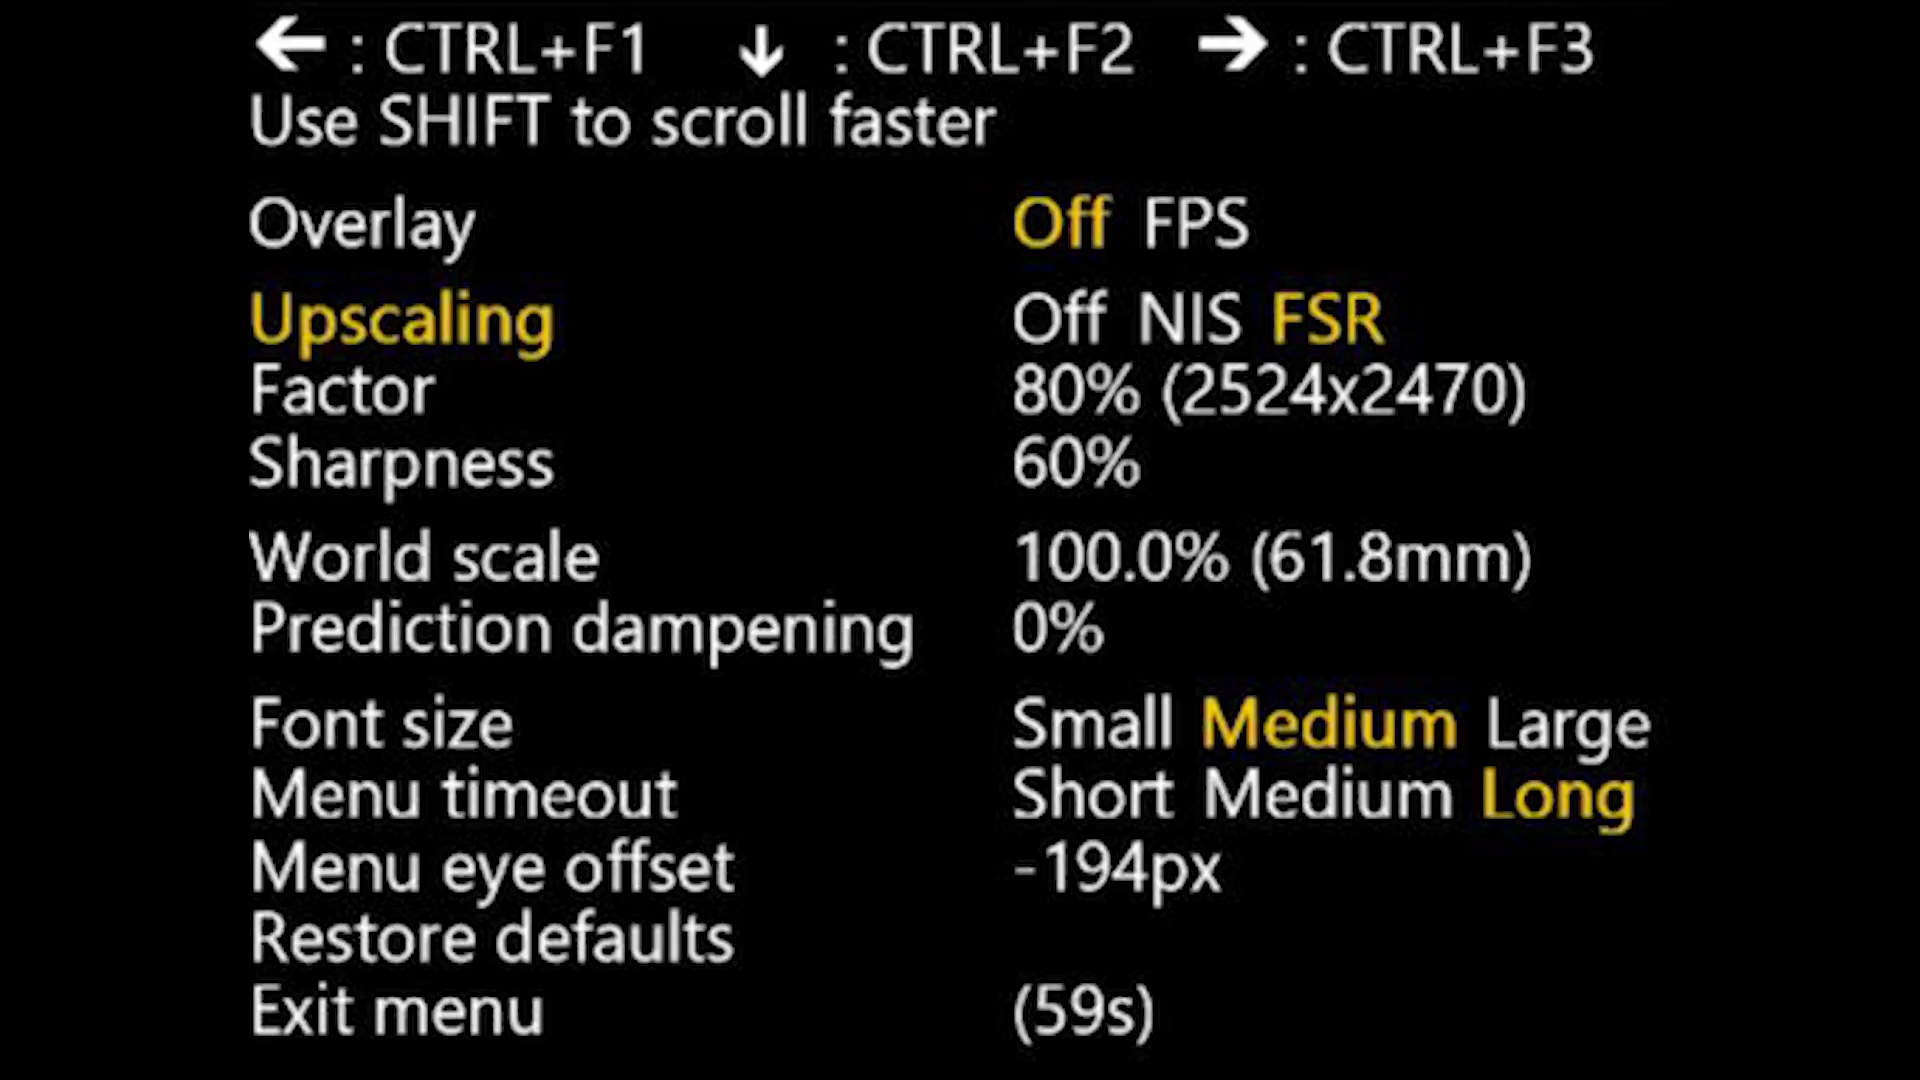 ← : CTRL+F1 ↓ : CTRL+F2 → : CTRL+F3
Use SHIFT to scroll faster
Overlay Off FPS
Upscaling Off NIS FSR
Factor 80% (2524x2470)
Sharpness 60%
World scale 100.0% (61.8mm)
Prediction dampening 0%
Font size Small Medium Large
Menu timeout Short Medium Long
Menu eye offset -194px
Restore defaults
Exit menu (59s)